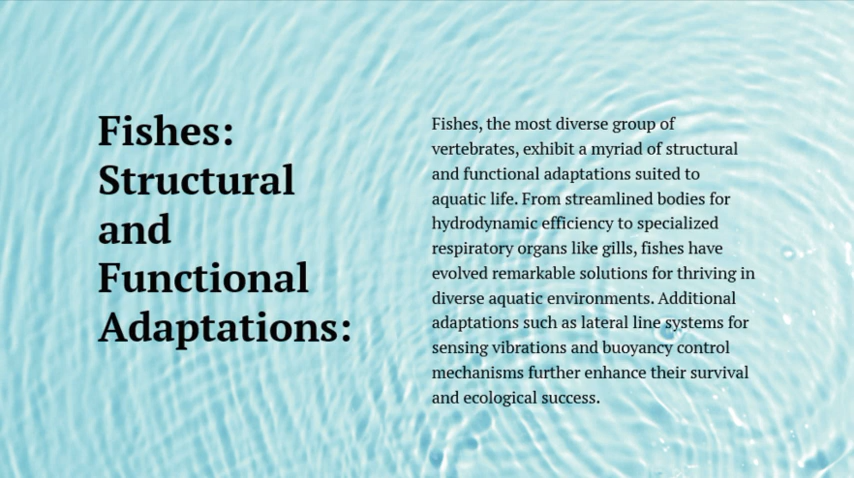 Fishes:
Structural
and
Functional
Adaptations:
Fishes, the most diverse group of
vertebrates, exhibit a myriad of structural
and functional adaptations suited to
aquatic life. From streamlined bodies for
hydrodynamic efficiency to specialized
respiratory organs like gills, fishes have
evolved remarkable solutions for thriving in
diverse aquatic environments. Additional
adaptations such as lateral line systems for
sensing vibrations and buoyancy control
mechanisms further enhance their survival
and ecological success.